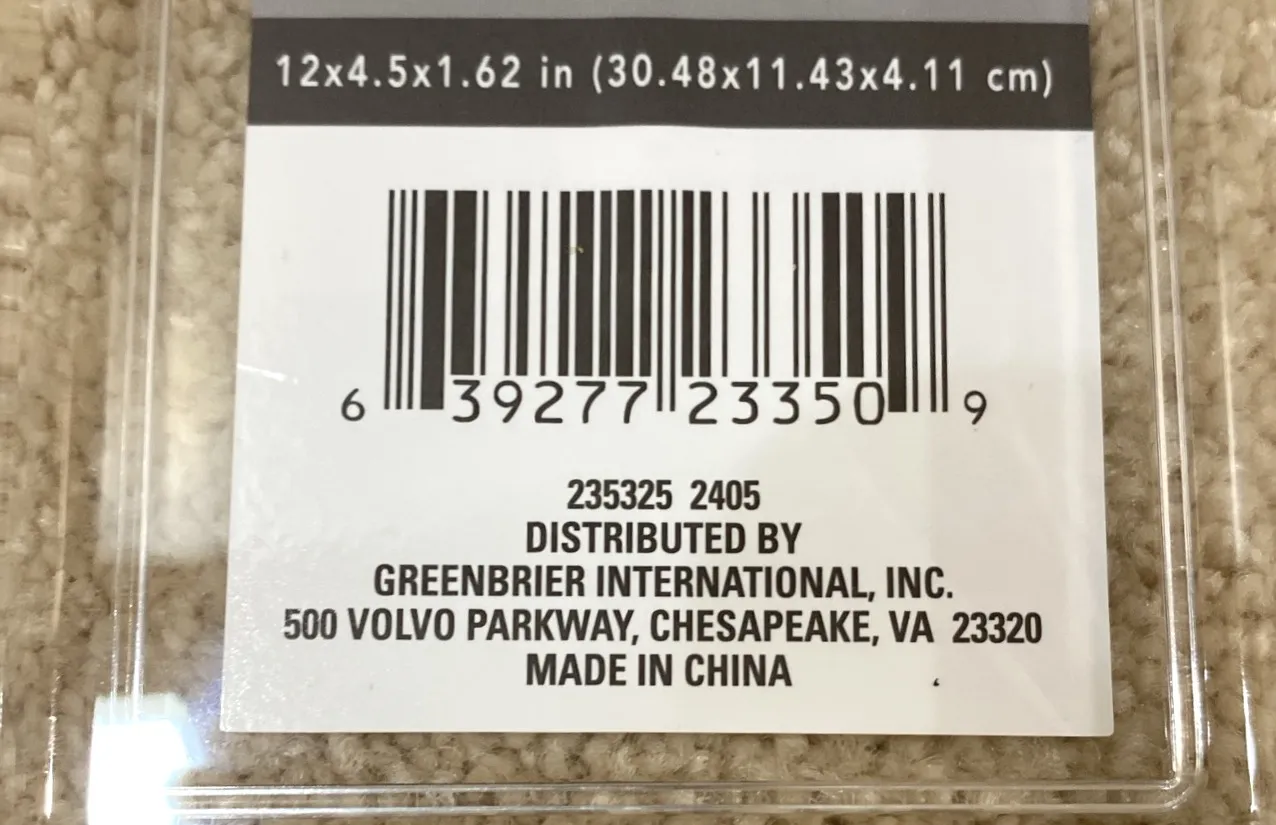 12x4.5x1.62 in (30.48x11.43x4.11 cm)
6 39277 23350 9
235325 2405
DISTRIBUTED BY
GREENBRIER INTERNATIONAL, INC.
500 VOLVO PARKWAY, CHESAPEAKE, VA 23320
MADE IN CHINA